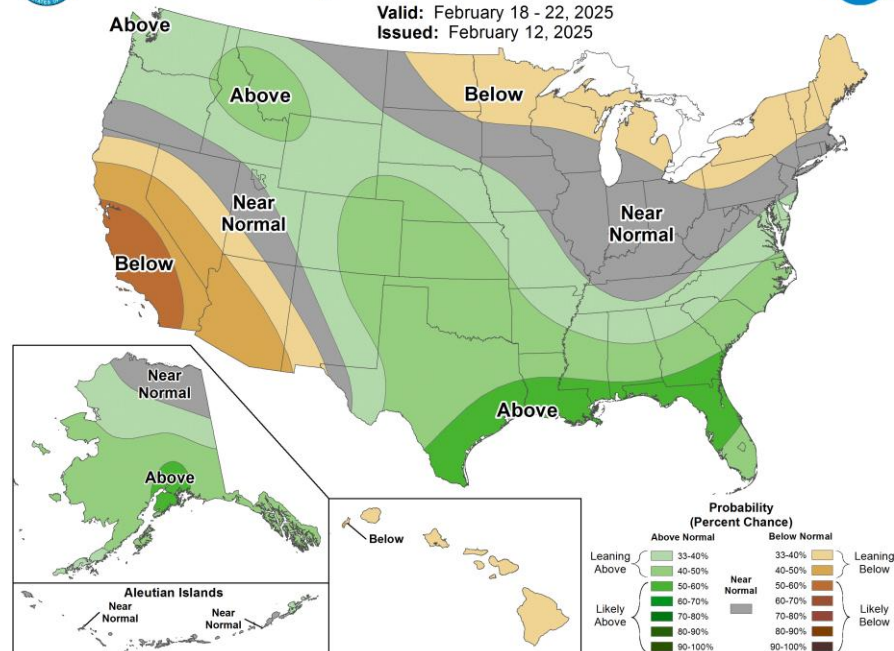 Valid: February 18 - 22, 2025
Issued: February 12, 2025
Above
Above
Below
Near
Normal
Near
Normal
Below
Above
Near
Normal
Above
Below
Aleutian Islands
Near
Normal
Near
Normal
Probability
(Percent Chance)
Above Normal Below Normal
Leaning
Above
33-40% 33-40%
40-50% 40-50%
Leaning
Below
50-60% 50-60%
Near
Normal
Likely
Above
60-70% 60-70%
70-80% 70-80%
80-90% 80-90%
90-100% 90-100%
Likely
Below